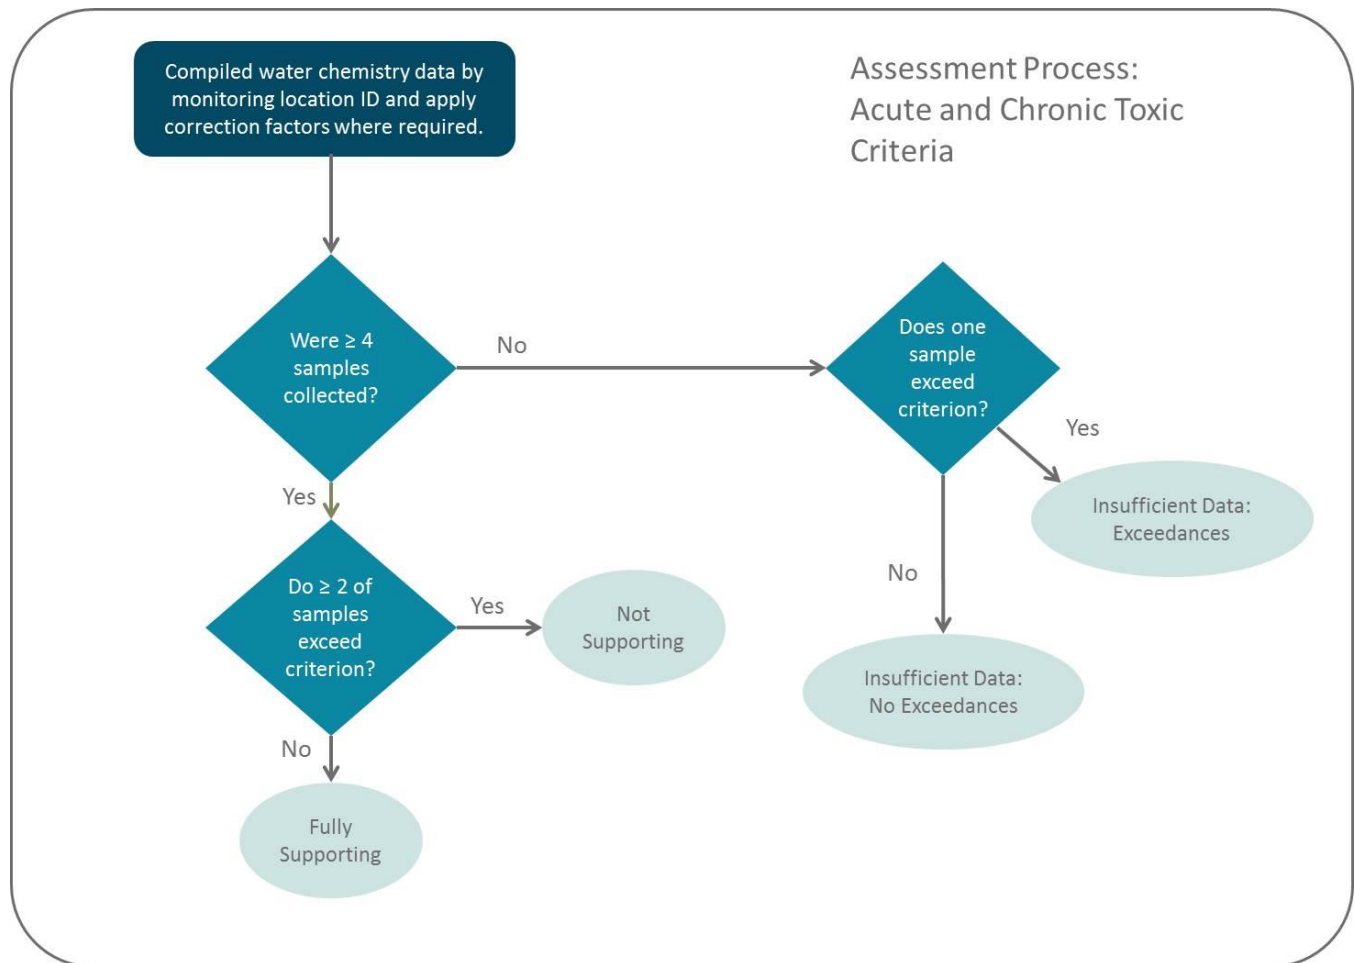 Compiled water chemistry data by
monitoring location ID and apply
correction factors where required.
Assessment Process:
Acute and Chronic Toxic
Criteria
Were ≥ 4
samples
collected?
No
Does one
sample
exceed
criterion?
Yes
Insufficient Data:
Exceedances
No
Insufficient Data:
No Exceedances
Yes
Do ≥ 2 of
samples
exceed
criterion?
Yes
Not
Supporting
No
Fully
Supporting